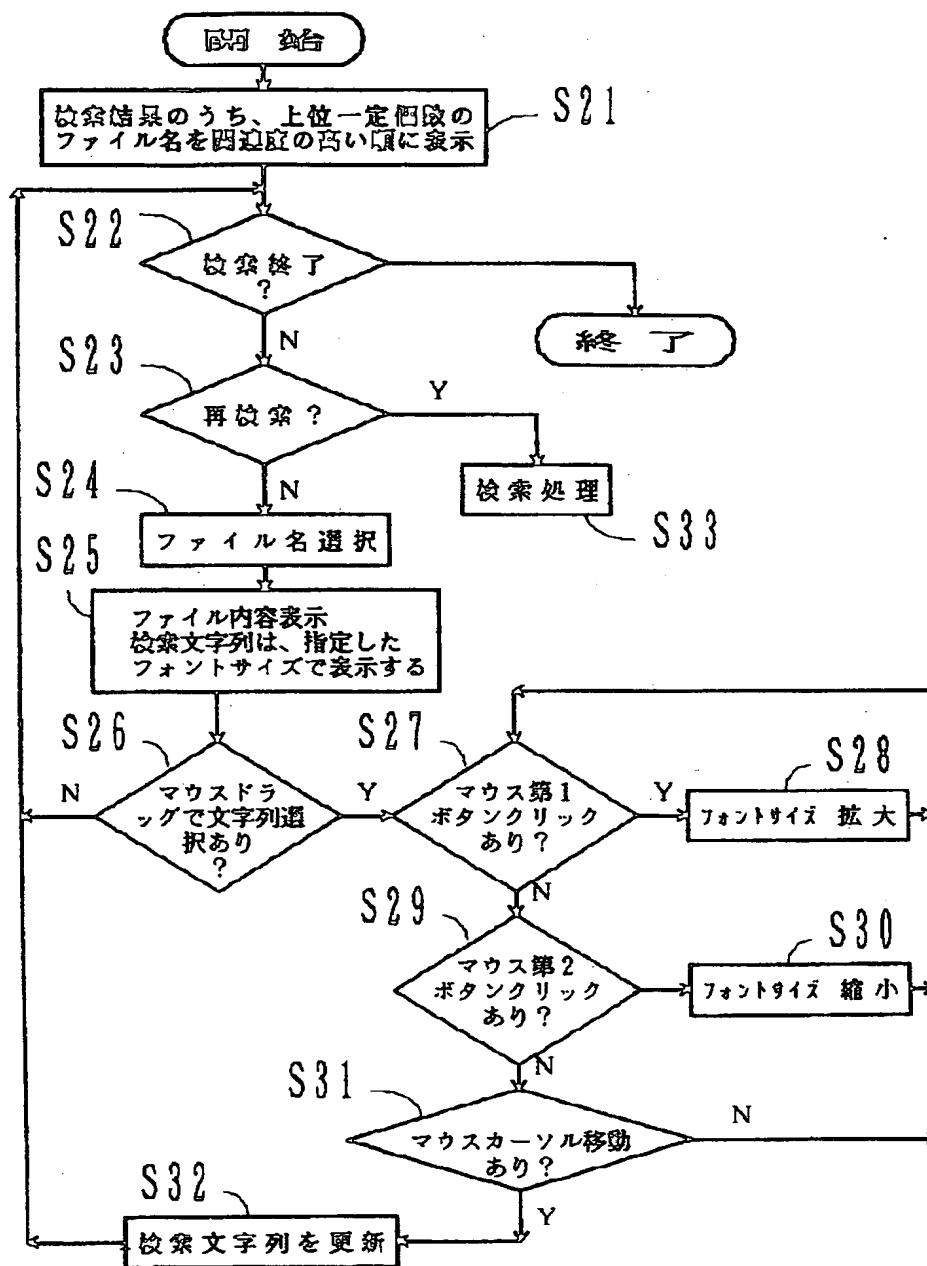 開始
検索結果のうち、上位一定個数の
ファイル名を関連度の高い順に表示
S21
S22
検索終了
?
N
終了
S23
再検索?
Y
N
検索処理
S33
S24
ファイル名選択
S25
ファイル内容表示
検索文字列は、指定した
フォントサイズで表示する
S26
マウスドラ
ッグで文字列選
択あり
?
N
Y
S27
マウス第1
ボタンクリック
あり?
Y
S28
フォントサイズ 拡大
N
S29
マウス第2
ボタンクリック
あり?
S30
フォントサイズ 縮小
N
S31
マウスカーソル移動
あり?
N
Y
S32
検索文字列を更新